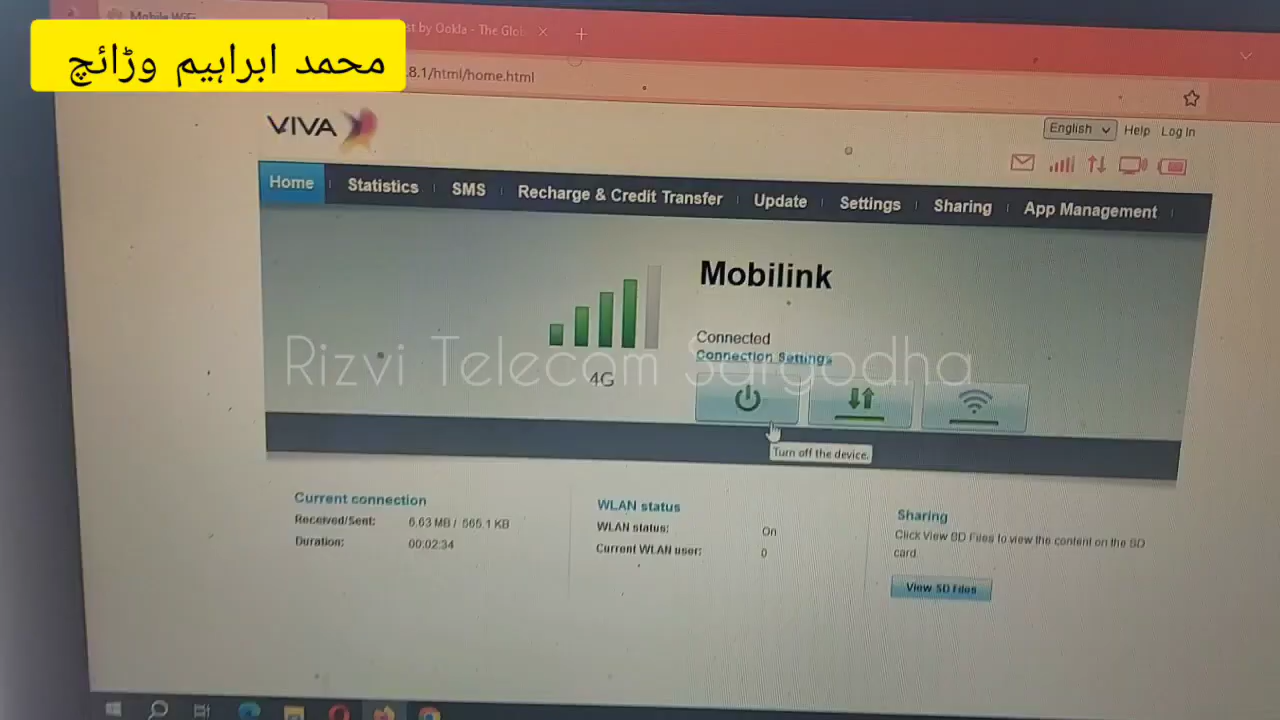 Mobile WiFi
st by Ookla - The Glob
محمد ابراہیم وڑائچ
.8.1/html/home.html
VIVA
English
Help
Log In
Home
Statistics
SMS
Recharge & Credit Transfer
Update
Settings
Sharing
App Management
Mobilink
Connected
Connection Settings
Rizvi Telecom Sargodha
4G
Turn off the device.
Current connection
Received/Sent: 6.63 MB / 565.1 KB
Duration: 00:02:34
WLAN status
WLAN status: On
Current WLAN user: 0
Sharing
Click View SD Files to view the content on the SD
card.
View SD Files